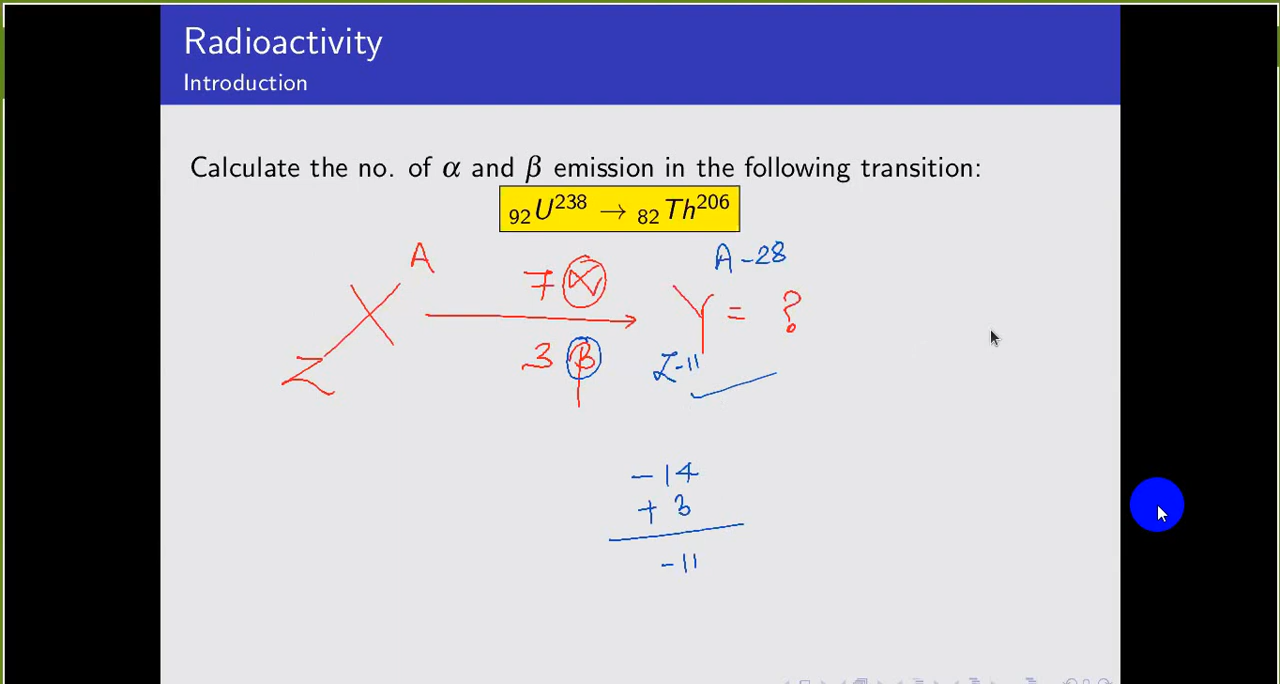 Radioactivity
Introduction
Calculate the no. of α and β emission in the following transition:
₉₂U²³⁸ → ₈₂Th²⁰⁶
A 7 α A - 28
X → Y = ?
Z 3 β Z - 11
- 14
+ 3
- 11